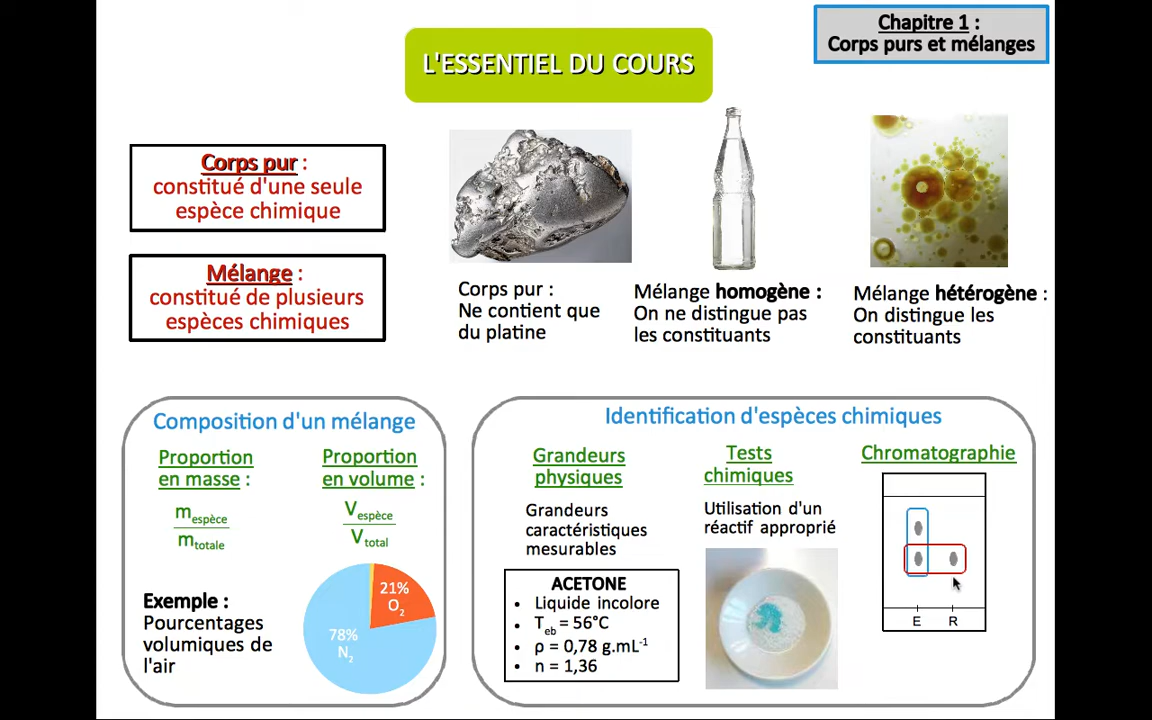 Chapitre 1 :
Corps purs et mélanges
L'ESSENTIEL DU COURS
Corps pur :
constitué d'une seule
espèce chimique
Mélange :
constitué de plusieurs
espèces chimiques
Corps pur :
Ne contient que
du platine
Mélange homogène :
On ne distingue pas
les constituants
Mélange hétérogène :
On distingue les
constituants
Composition d'un mélange
Proportion
en masse :
m espèce
m totale
Proportion
en volume :
V espèce
V total
Exemple :
Pourcentages
volumiques de
l'air
21%
O2
78%
N2
Identification d'espèces chimiques
Grandeurs
physiques
Grandeurs
caractéristiques
mesurables
ACETONE
• Liquide incolore
• Teb = 56°C
• ρ = 0,78 g.mL-1
• n = 1,36
Tests
chimiques
Utilisation d'un
réactif approprié
Chromatographie
E R